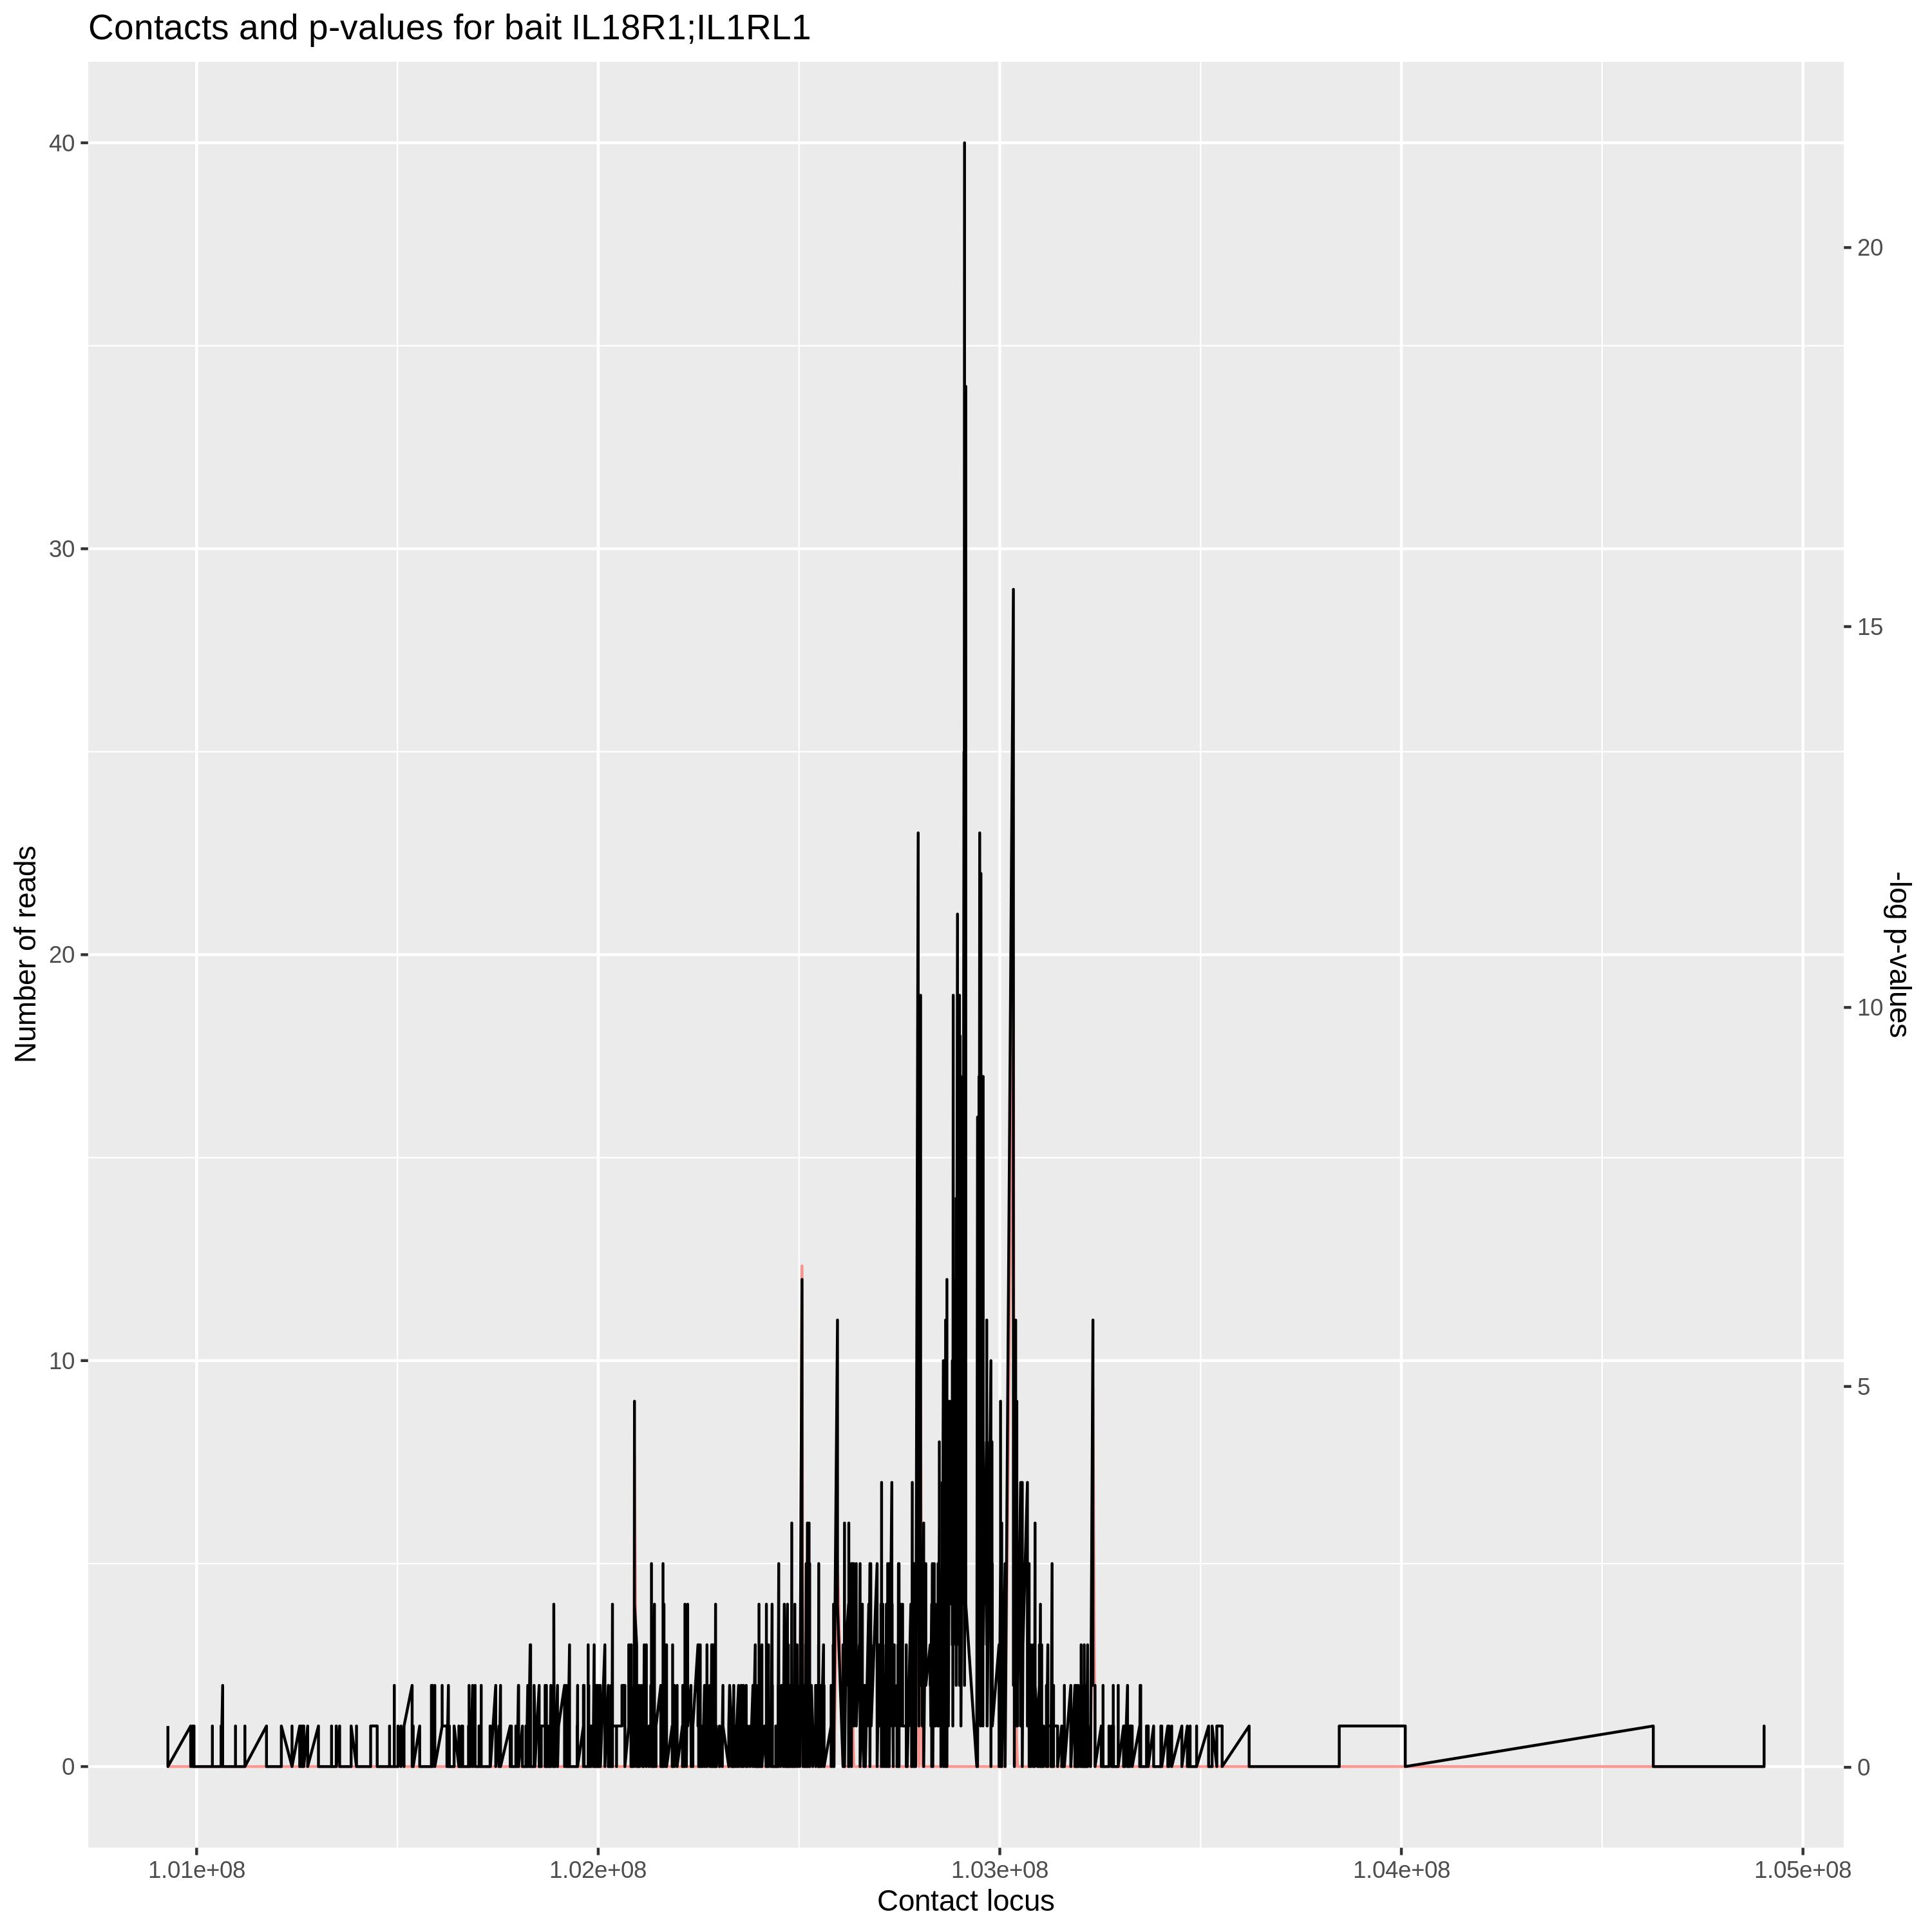 Contacts and p-values for bait IL18R1;IL1RL1
40
30
20
10
0
Number of reads
20
15
10
5
0
-log p-values
1.01e+08 1.02e+08 1.03e+08 1.04e+08 1.05e+08
Contact locus